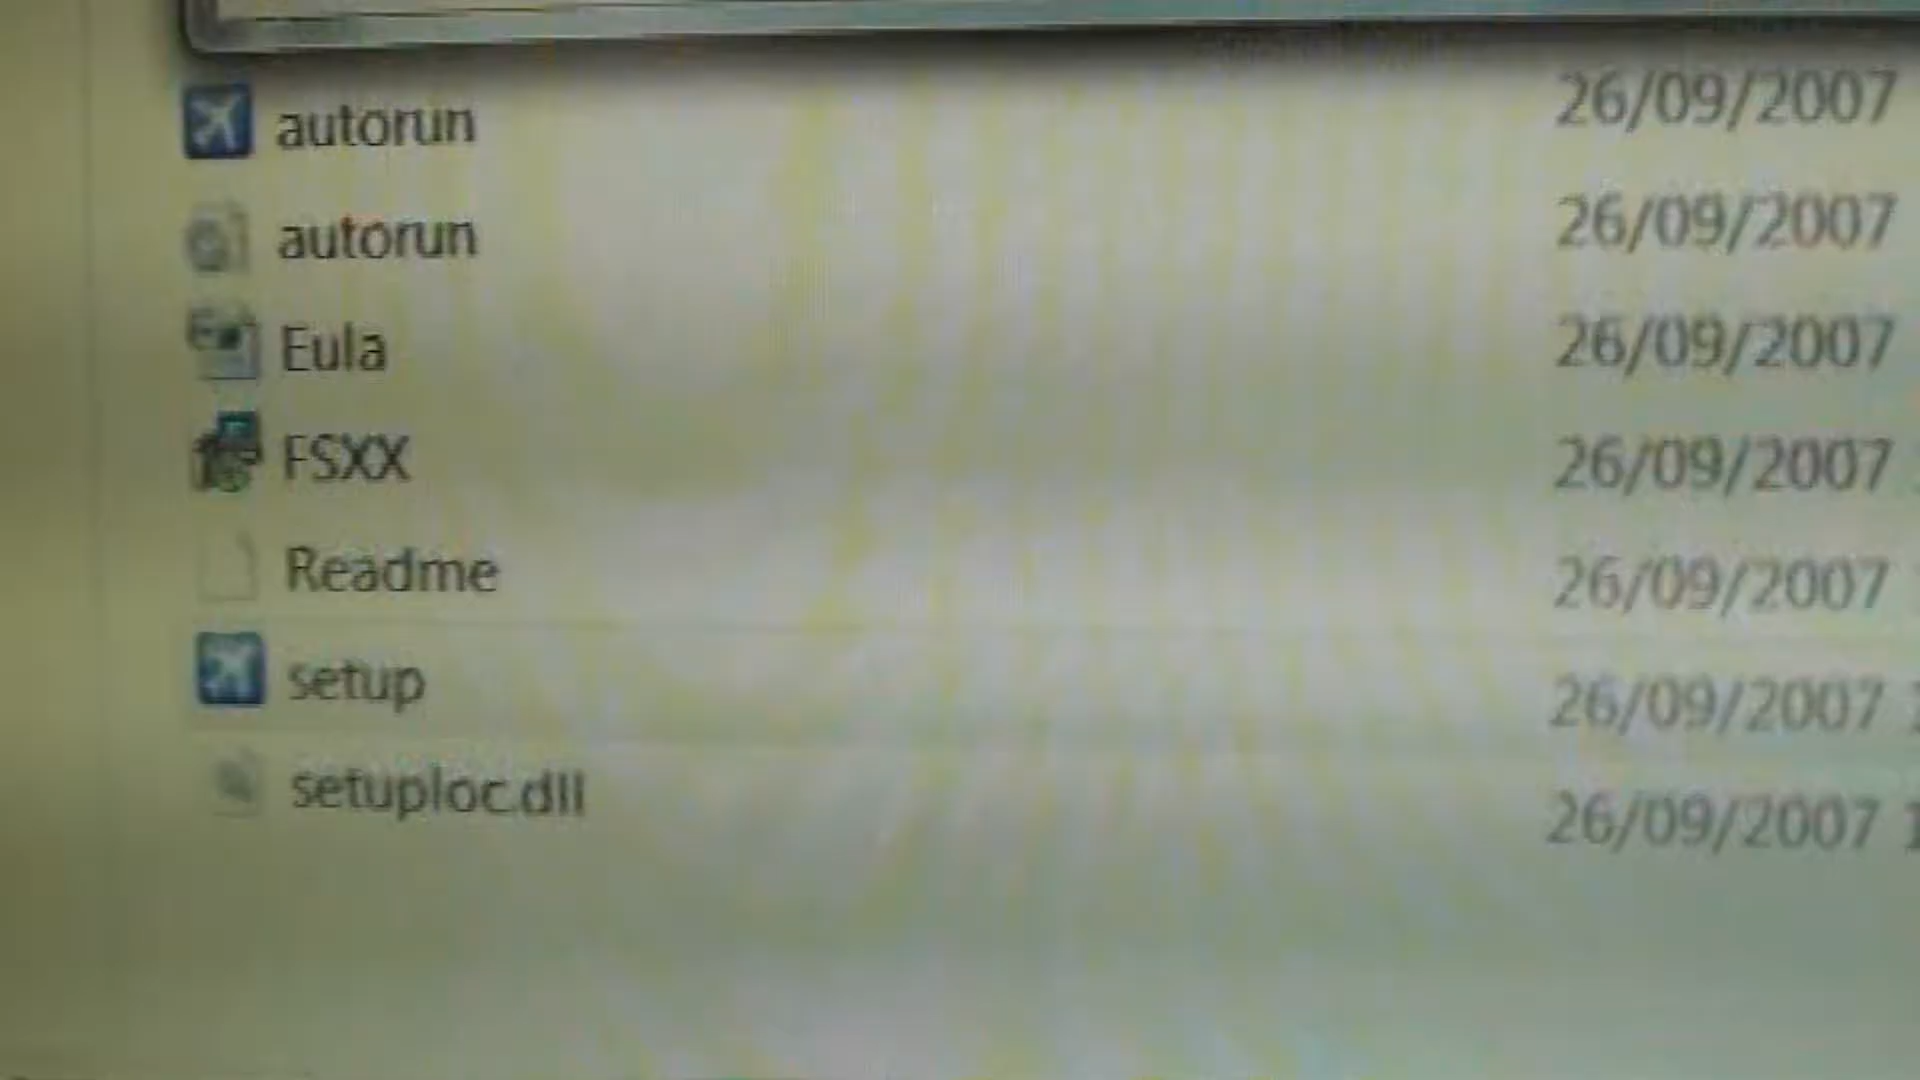 autorun 26/09/2007
autorun 26/09/2007
Eula 26/09/2007
FSXX 26/09/2007
Readme 26/09/2007
setup 26/09/2007
setuploc.dll 26/09/2007 1